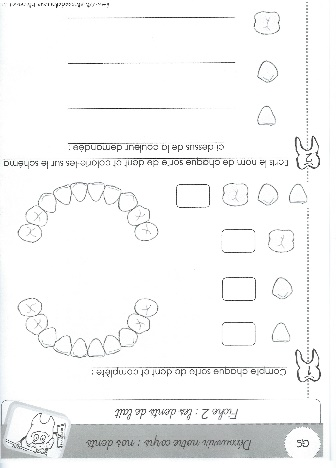 GS
Découvrir notre corps : nos dents
Fiche 2 : les dents de lait
Compte chaque sorte de dent et complète :
Ecris le nom de chaque sorte de dent et colorie-les sur le schéma
ci dessus de la couleur demandée :